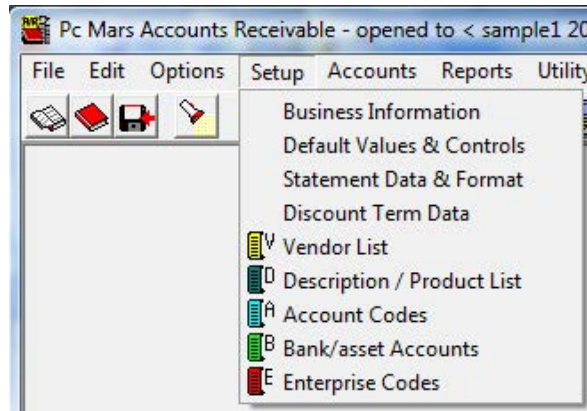 Pc Mars Accounts Receivable - opened to < sample1 20
File Edit Options Setup Accounts Reports Utility
Business Information
Default Values & Controls
Statement Data & Format
Discount Term Data
V Vendor List
D Description / Product List
A Account Codes
B Bank/asset Accounts
E Enterprise Codes